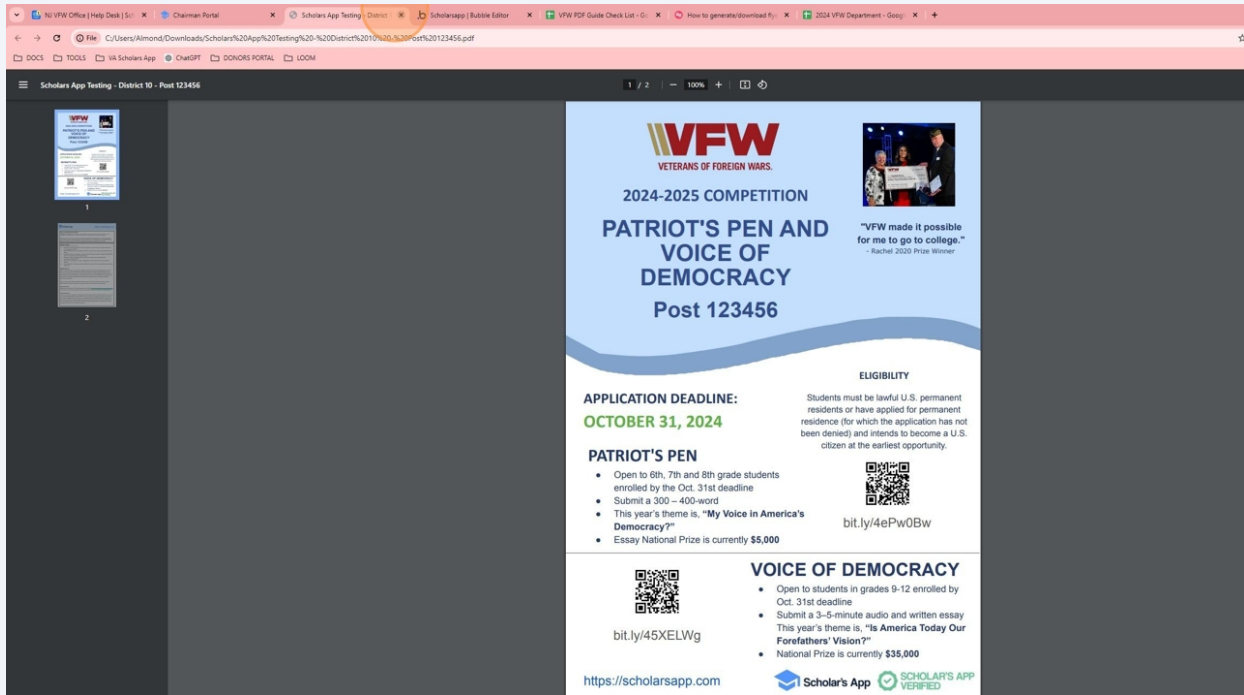 NJ VFW Office | Help Desk | Sch
Chairman Portal
Scholars App Testing - District
Scholarsapp | Bubble Editor
VFW PDF Guide Check List - Go
How to generate/download fly
2024 VFW Department - Googl
File
C:/Users/Almond/Downloads/Scholars%20App%20Testing%20-%20District%2010%20-%20Post%20123456.pdf
DOCS
TOOLS
VA Scholars App
ChatGPT
DONORS PORTAL
LOOM
Scholars App Testing - District 10 - Post 123456
1 / 2
100%
1
2
VFW
VETERANS OF FOREIGN WARS.
2024-2025 COMPETITION
PATRIOT'S PEN AND
VOICE OF
DEMOCRACY
Post 123456
"VFW made it possible
for me to go to college."
- Rachel 2020 Prize Winner
APPLICATION DEADLINE:
OCTOBER 31, 2024
PATRIOT'S PEN
• Open to 6th, 7th and 8th grade students
enrolled by the Oct. 31st deadline
• Submit a 300 – 400-word
• This year's theme is, “My Voice in America's
Democracy?”
• Essay National Prize is currently $5,000
ELIGIBILITY
Students must be lawful U.S. permanent
residents or have applied for permanent
residence (for which the application has not
been denied) and intends to become a U.S.
citizen at the earliest opportunity.
bit.ly/4ePw0Bw
bit.ly/45XELWg
https://scholarsapp.com
VOICE OF DEMOCRACY
• Open to students in grades 9-12 enrolled by
Oct. 31st deadline
• Submit a 3–5-minute audio and written essay
This year's theme is, “Is America Today Our
Forefathers' Vision?”
• National Prize is currently $35,000
Scholar's App
SCHOLAR'S APP
VERIFIED